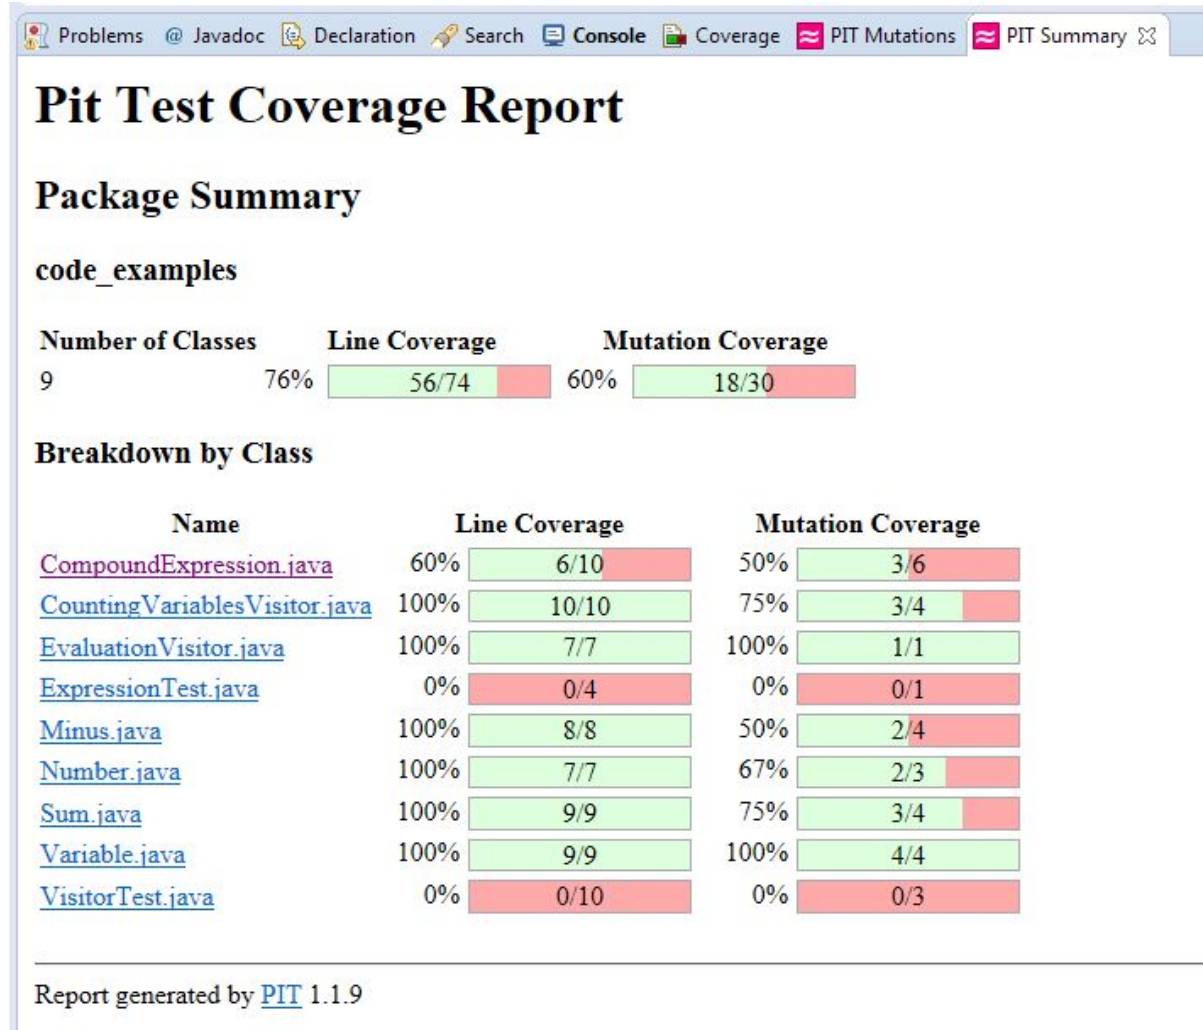 Problems @ Javadoc Declaration Search Console Coverage PIT Mutations PIT Summary
Pit Test Coverage Report
Package Summary
code_examples
Number of Classes Line Coverage Mutation Coverage
9 76% 56/74 60% 18/30
Breakdown by Class
Name Line Coverage Mutation Coverage
CompoundExpression.java 60% 6/10 50% 3/6
CountingVariablesVisitor.java 100% 10/10 75% 3/4
EvaluationVisitor.java 100% 7/7 100% 1/1
ExpressionTest.java 0% 0/4 0% 0/1
Minus.java 100% 8/8 50% 2/4
Number.java 100% 7/7 67% 2/3
Sum.java 100% 9/9 75% 3/4
Variable.java 100% 9/9 100% 4/4
VisitorTest.java 0% 0/10 0% 0/3
Report generated by PIT 1.1.9